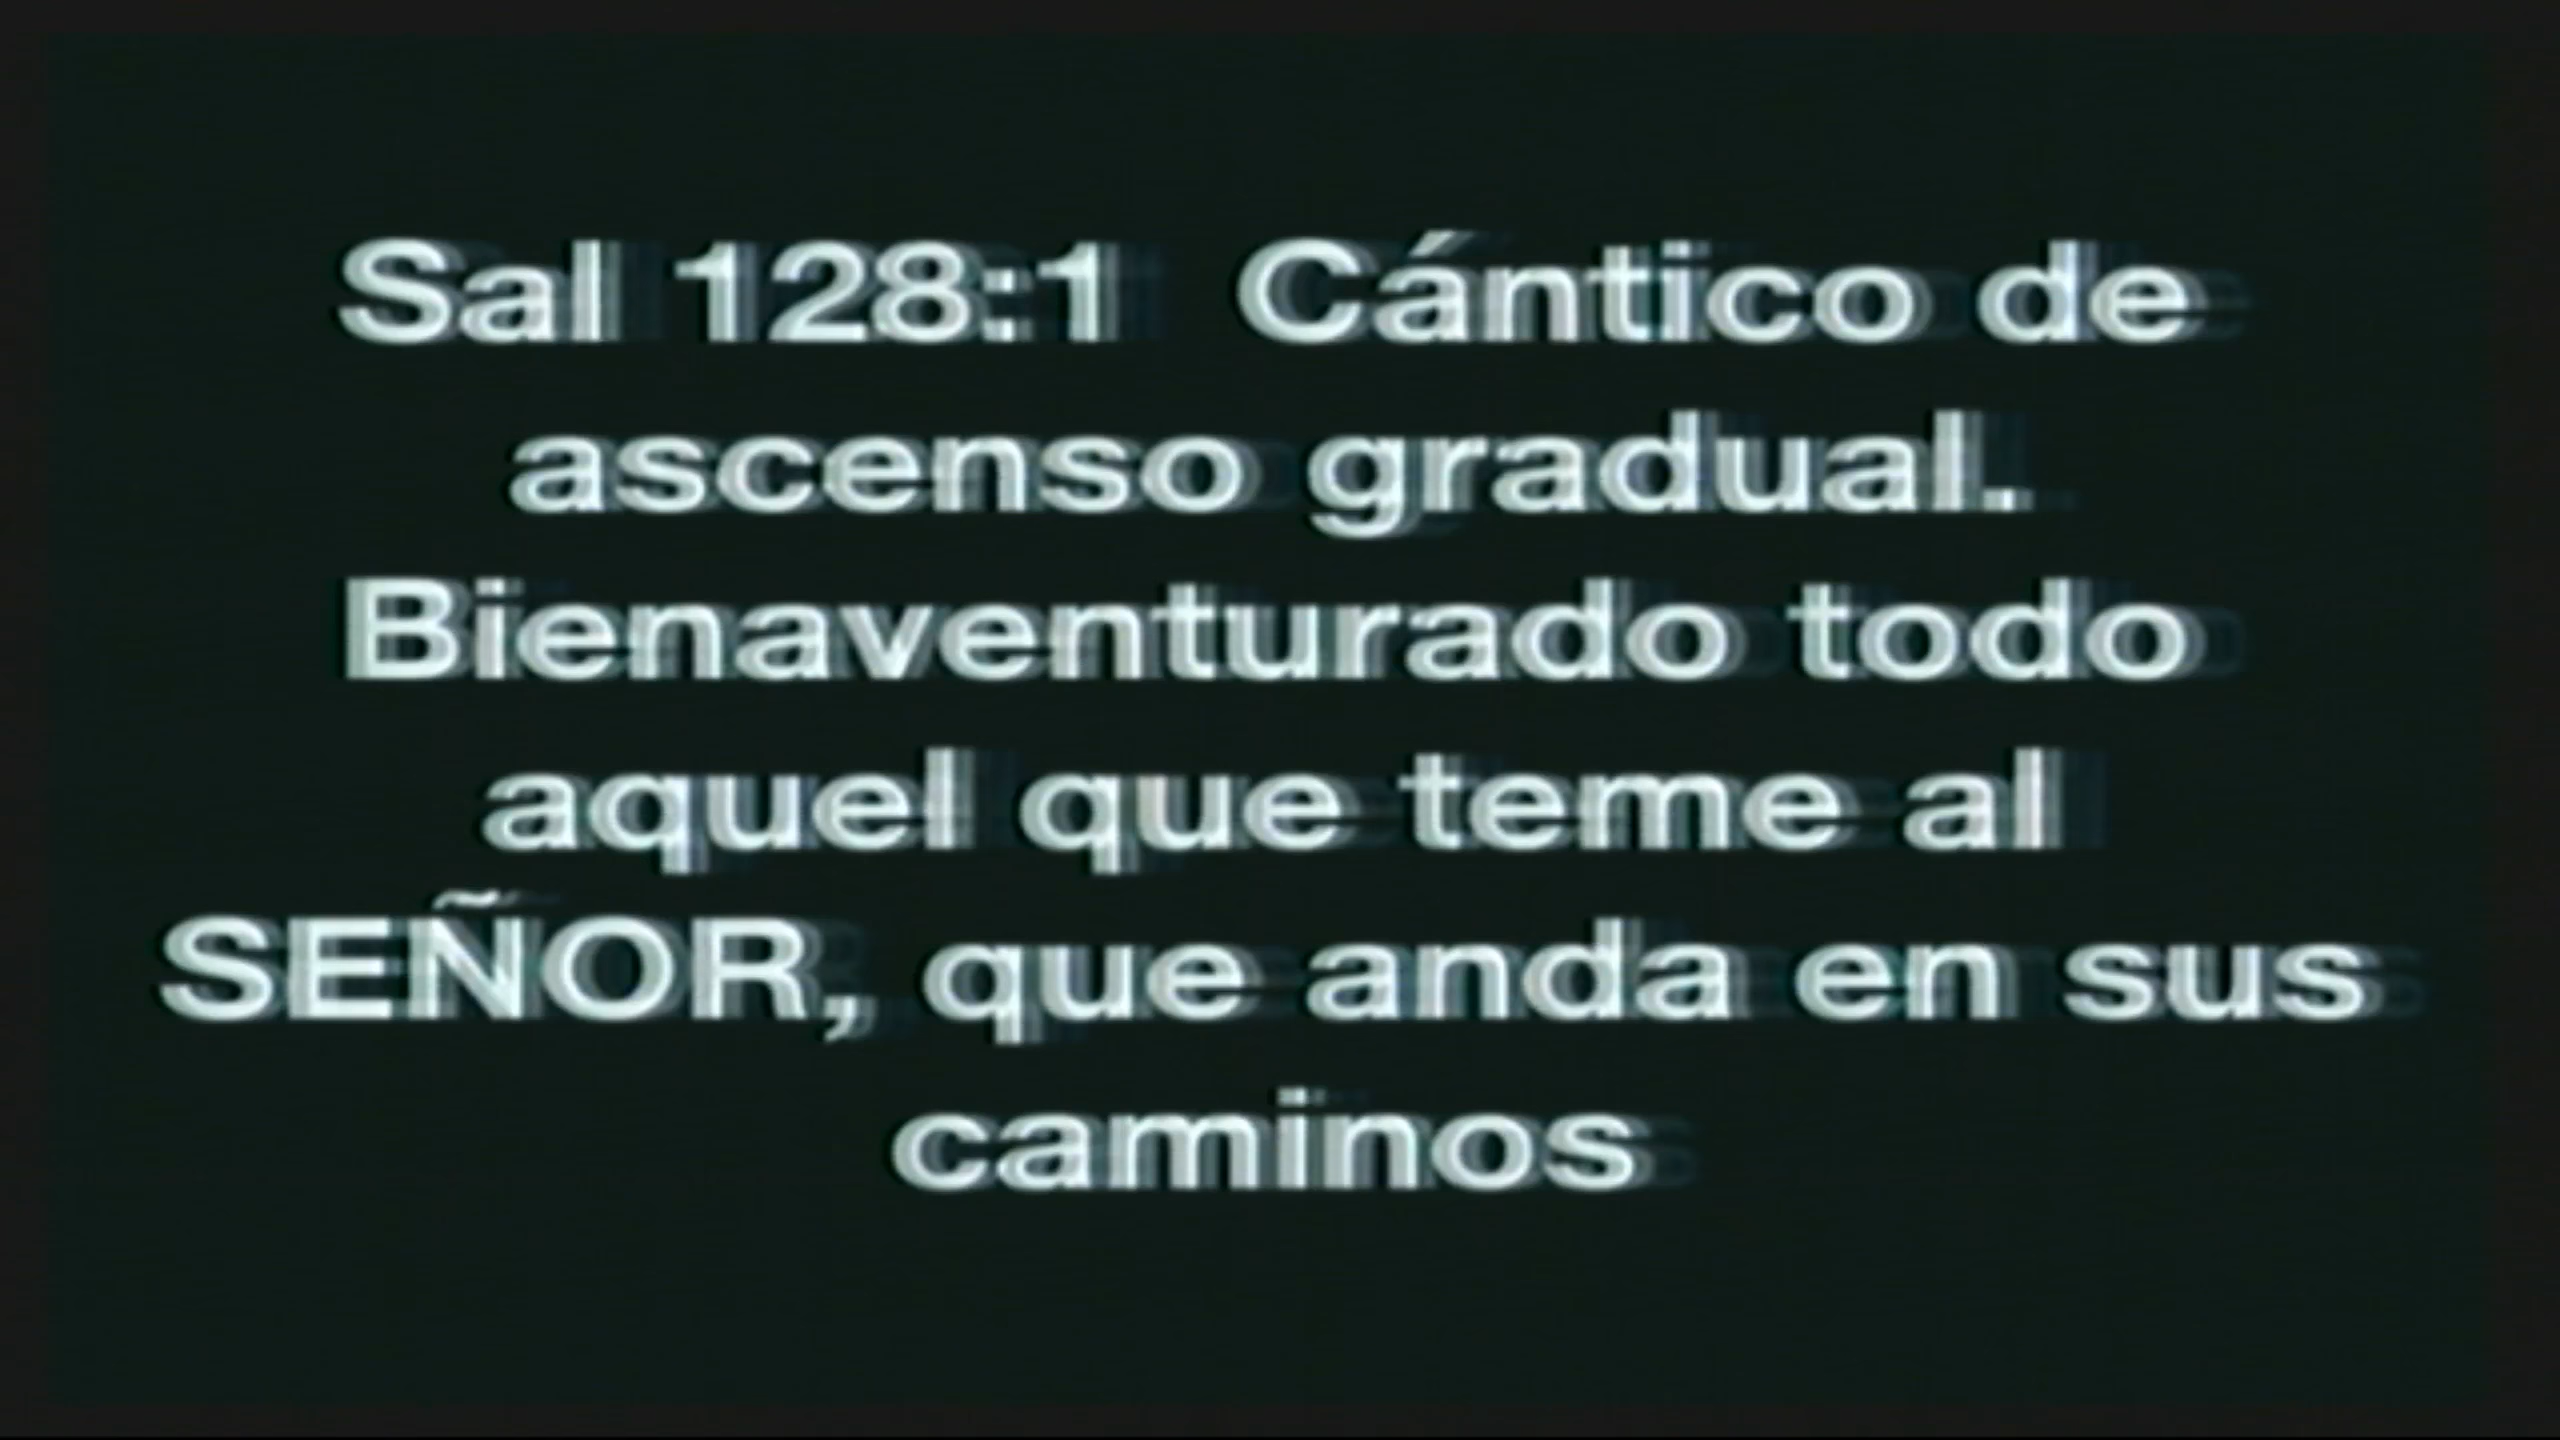 Sal 128:1  Cántico de
ascenso gradual.
Bienaventurado todo
aquel que teme al
SEÑOR, que anda en sus
caminos